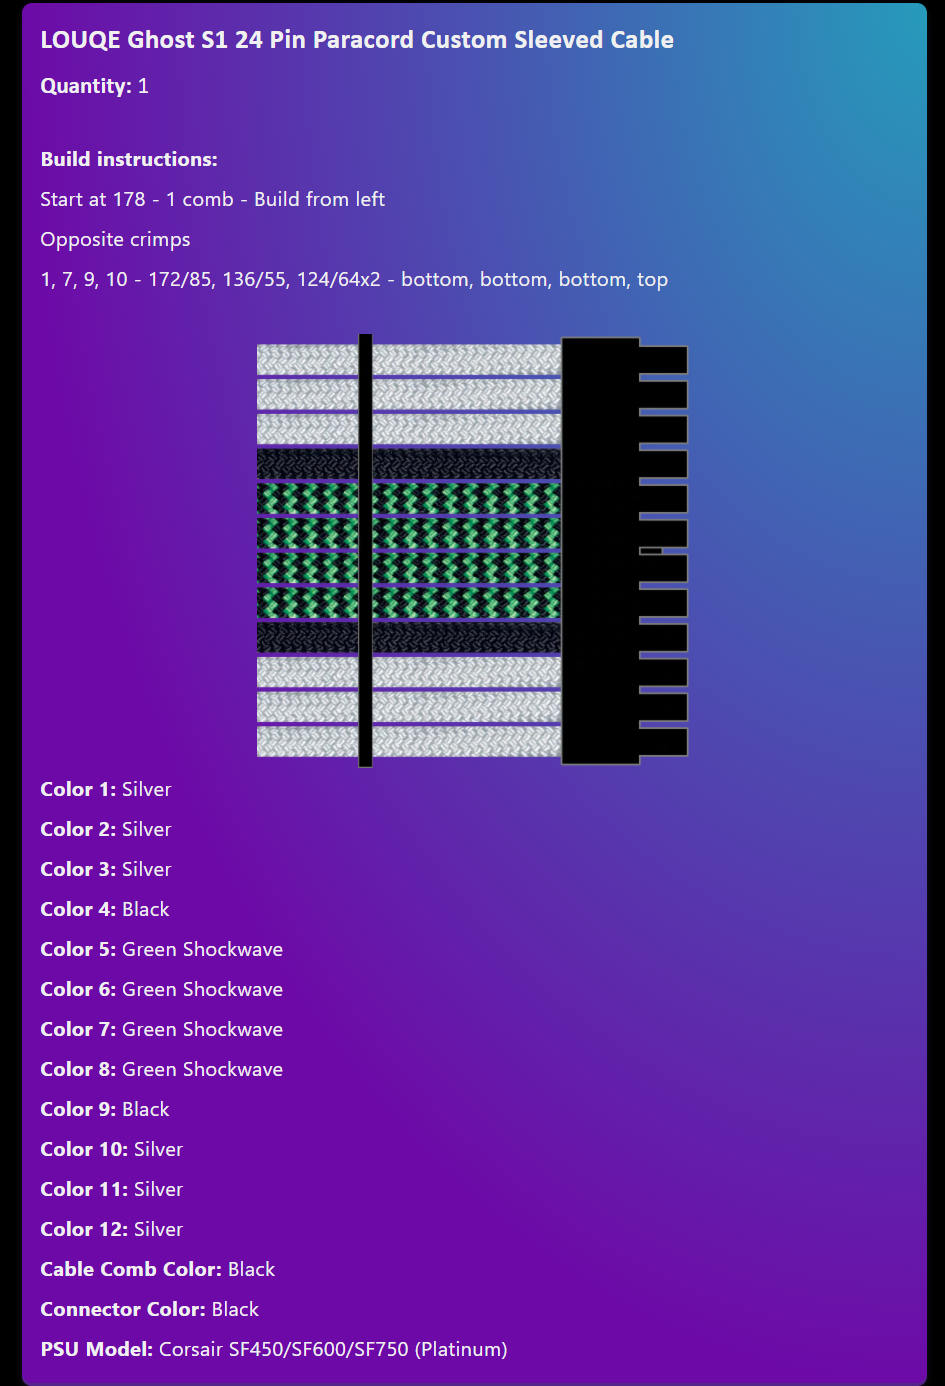 LOUQE Ghost S1 24 Pin Paracord Custom Sleeved Cable
Quantity: 1
Build instructions:
Start at 178 - 1 comb - Build from left
Opposite crimps
1, 7, 9, 10 - 172/85, 136/55, 124/64x2 - bottom, bottom, bottom, top
Color 1: Silver
Color 2: Silver
Color 3: Silver
Color 4: Black
Color 5: Green Shockwave
Color 6: Green Shockwave
Color 7: Green Shockwave
Color 8: Green Shockwave
Color 9: Black
Color 10: Silver
Color 11: Silver
Color 12: Silver
Cable Comb Color: Black
Connector Color: Black
PSU Model: Corsair SF450/SF600/SF750 (Platinum)